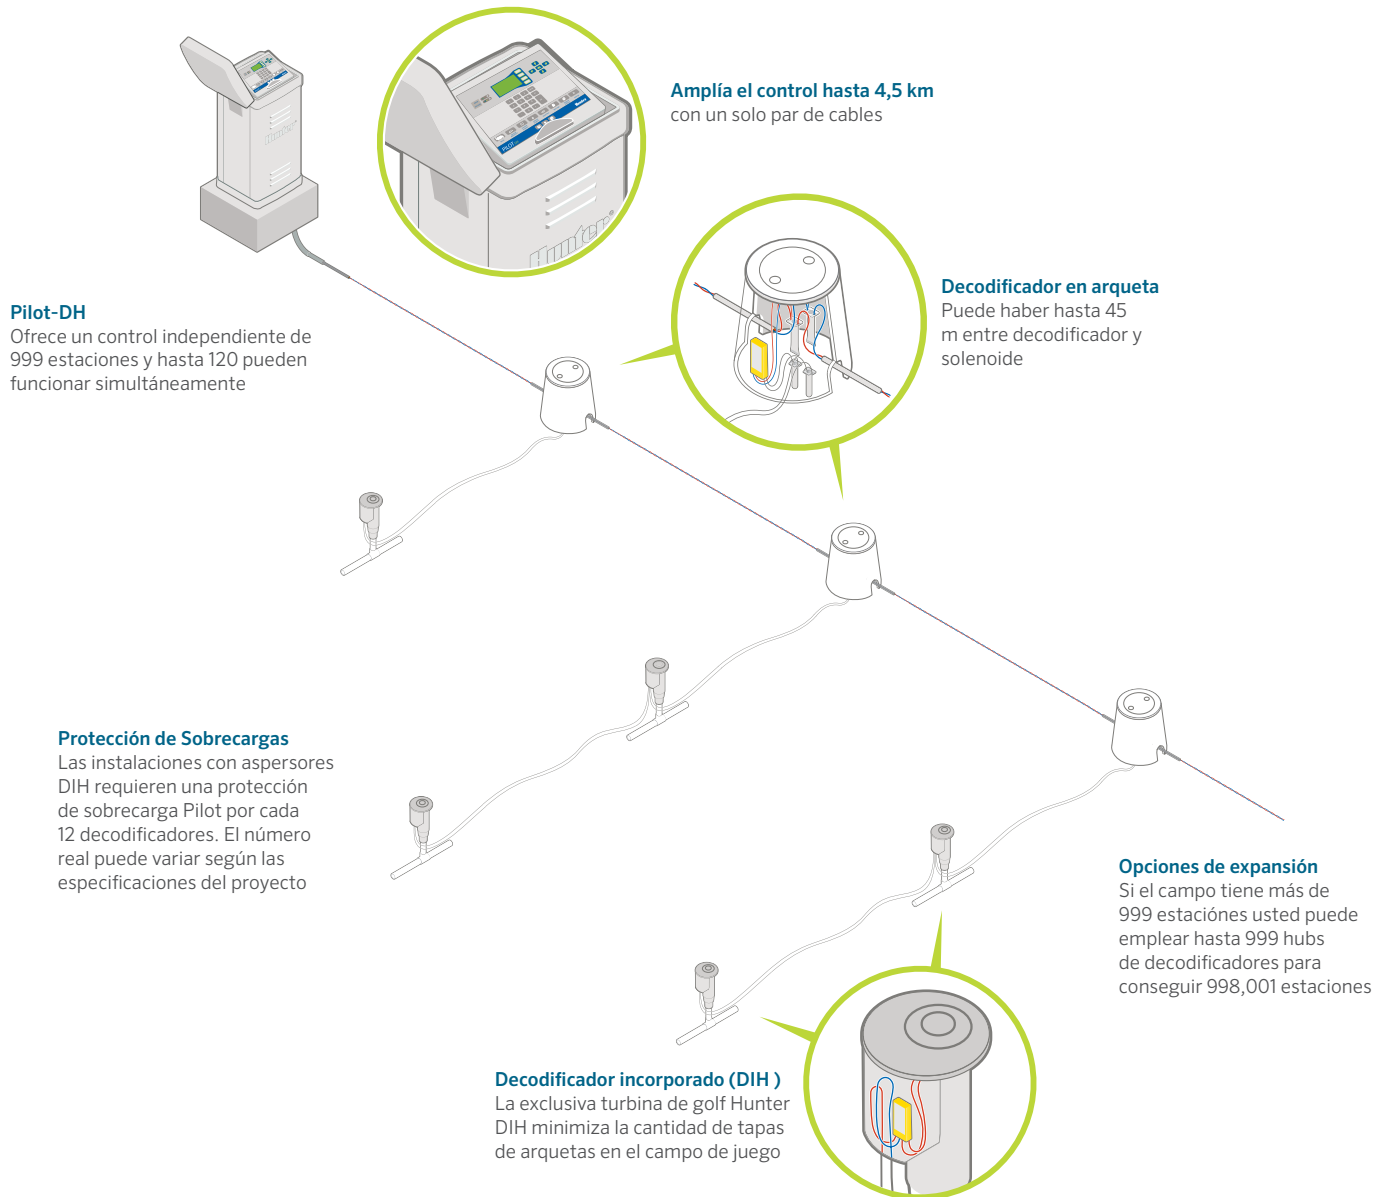 Amplía el control hasta 4,5 km
con un solo par de cables
PILOT
Hunter
Hunter
Decodificador en arqueta
Puede haber hasta 45
m entre decodificador y
solenoide
Pilot-DH
Ofrece un control independiente de
999 estaciones y hasta 120 pueden
funcionar simultáneamente
Protección de Sobrecargas
Las instalaciones con aspersores
DIH requieren una protección
de sobrecarga Pilot por cada
12 decodificadores. El número
real puede variar según las
especificaciones del proyecto
Opciones de expansión
Si el campo tiene más de
999 estaciónes usted puede
emplear hasta 999 hubs
de decodificadores para
conseguir 998,001 estaciones
Decodificador incorporado (DIH )
La exclusiva turbina de golf Hunter
DIH minimiza la cantidad de tapas
de arquetas en el campo de juego